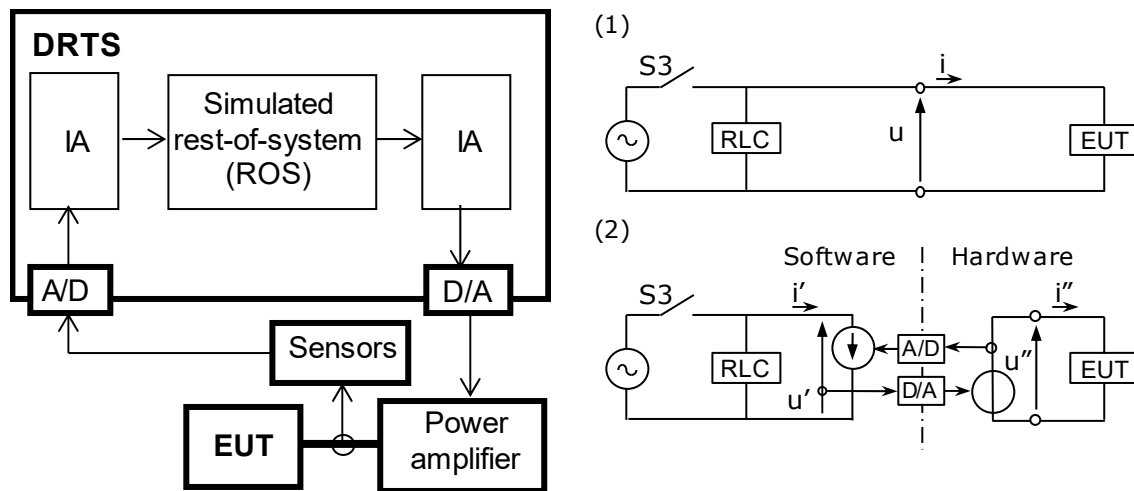 DRTS
IA
Simulated
rest-of-system
(ROS)
IA
A/D
D/A
Sensors
EUT
Power
amplifier
(1)
S3
i
RLC
u
EUT
(2)
Software
Hardware
S3
i′
i″
RLC
A/D
u′
D/A
u″
EUT